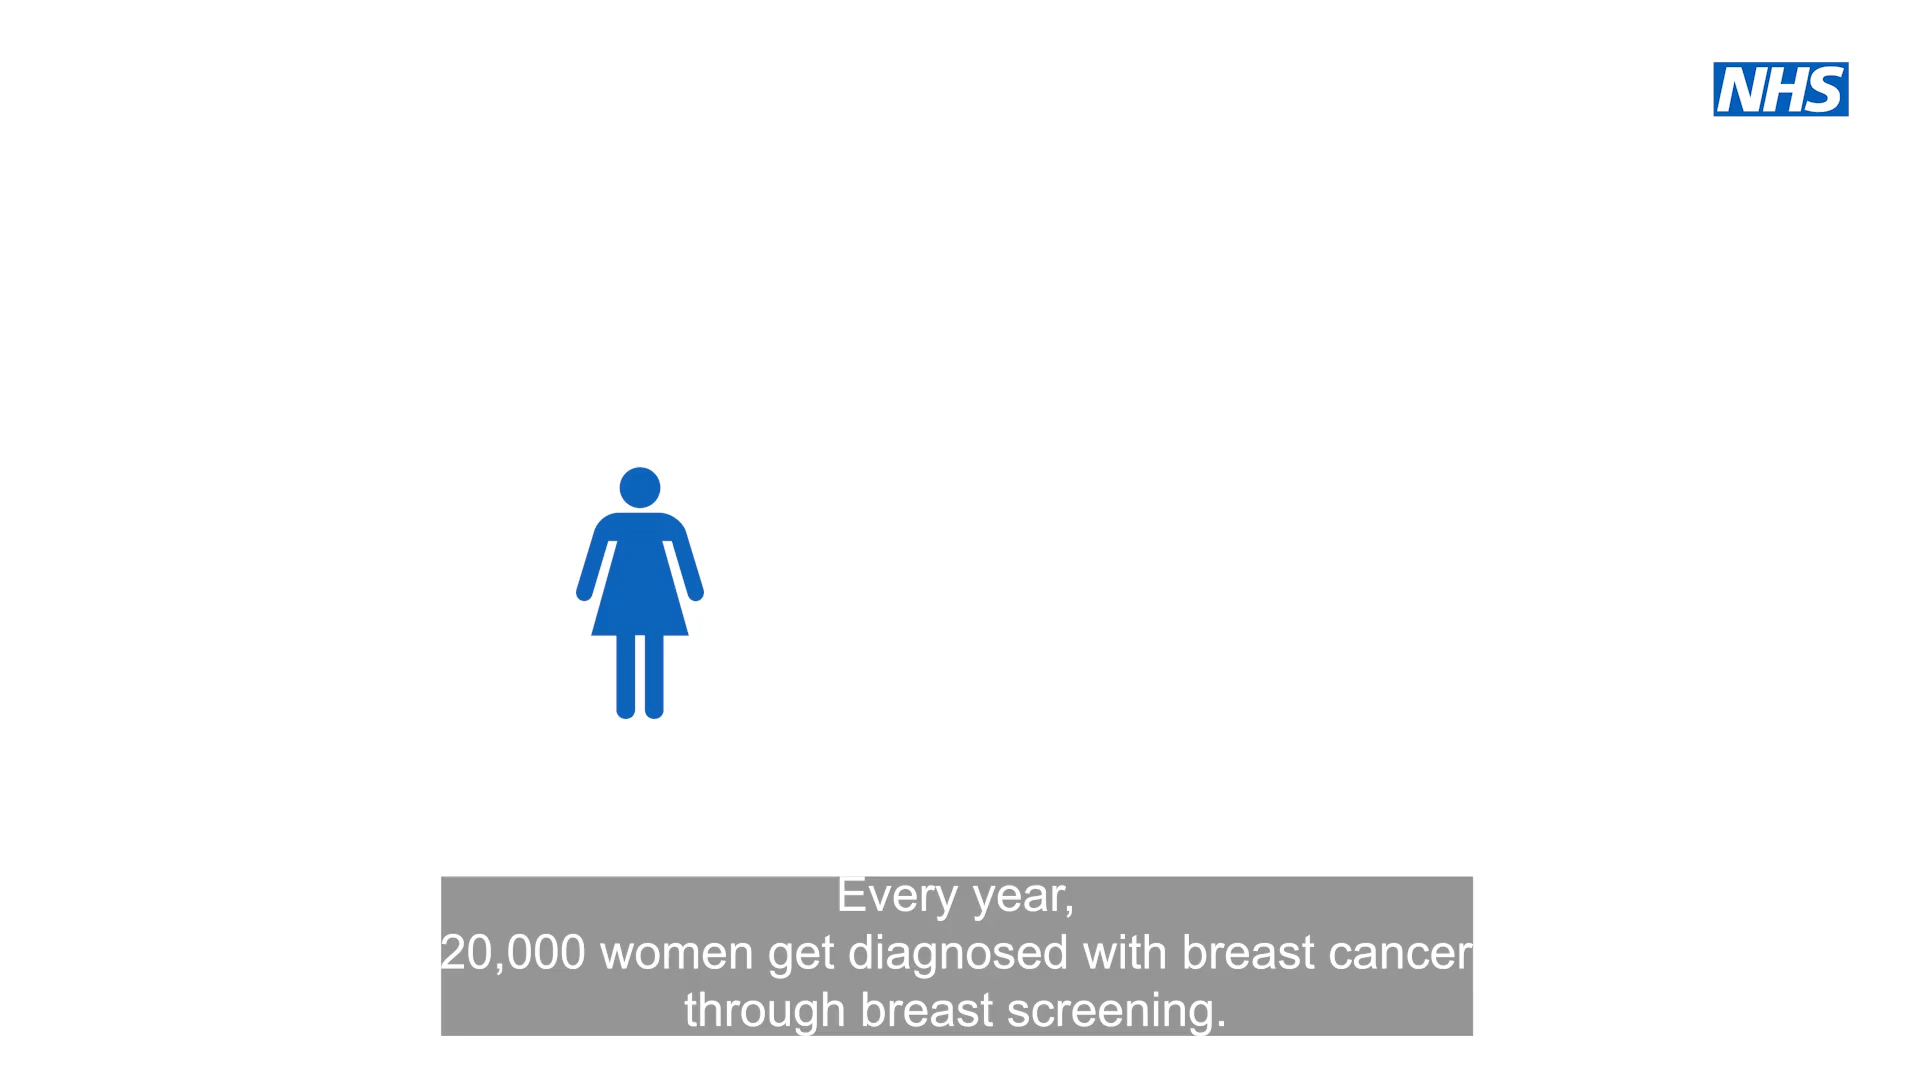 NHS
Every year,
20,000 women get diagnosed with breast cancer
through breast screening.